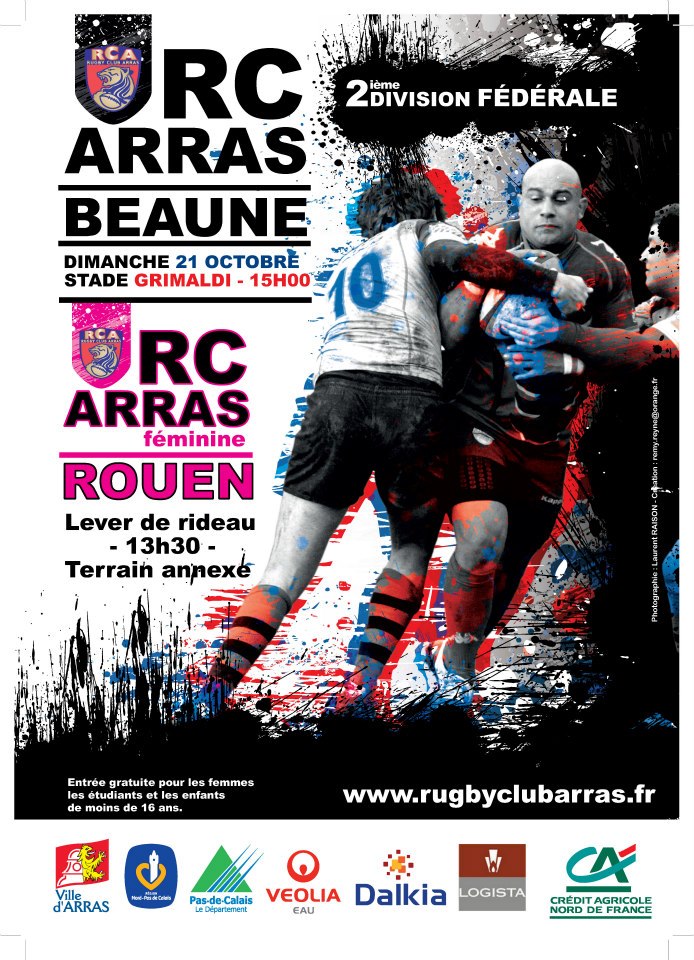 RCA
RUGBY CLUB ARRAS
RC
ARRAS
BEAUNE
DIMANCHE 21 OCTOBRE
STADE GRIMALDI - 15H00
2ième DIVISION FÉDÉRALE
10
RCA
RUGBY CLUB ARRAS
RC
ARRAS
féminine
ROUEN
Lever de rideau
- 13h30 -
Terrain annexe
Photographie : Laurent RAISON - Création : remy.reyne@orange.fr
Entrée gratuite pour les femmes
les étudiants et les enfants
de moins de 16 ans.
www.rugbyclubarras.fr
Ville
d'ARRAS
RÉGION
Nord-Pas de Calais
Pas-de-Calais
Le Département
VEOLIA
EAU
Dalkia
LOGISTA
CA
CRÉDIT AGRICOLE
NORD DE FRANCE